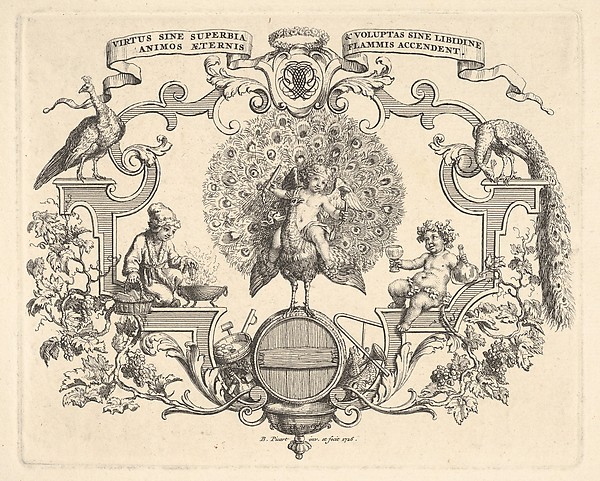 VIRTUS SINE SUPERBIA
ANIMOS ÆTERNIS
& VOLUPTAS SINE LIBIDINE
FLAMMIS ACCENDENT.
B. Picart inv. et fecit 1726.